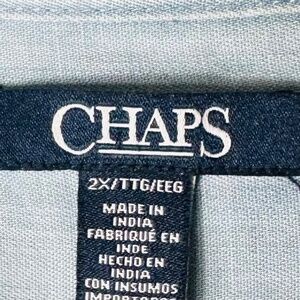 CHAPS
2X/TTG/EEG
MADE IN
INDIA
FABRIQUÉ EN
INDE
HECHO EN
INDIA
CON INSUMOS